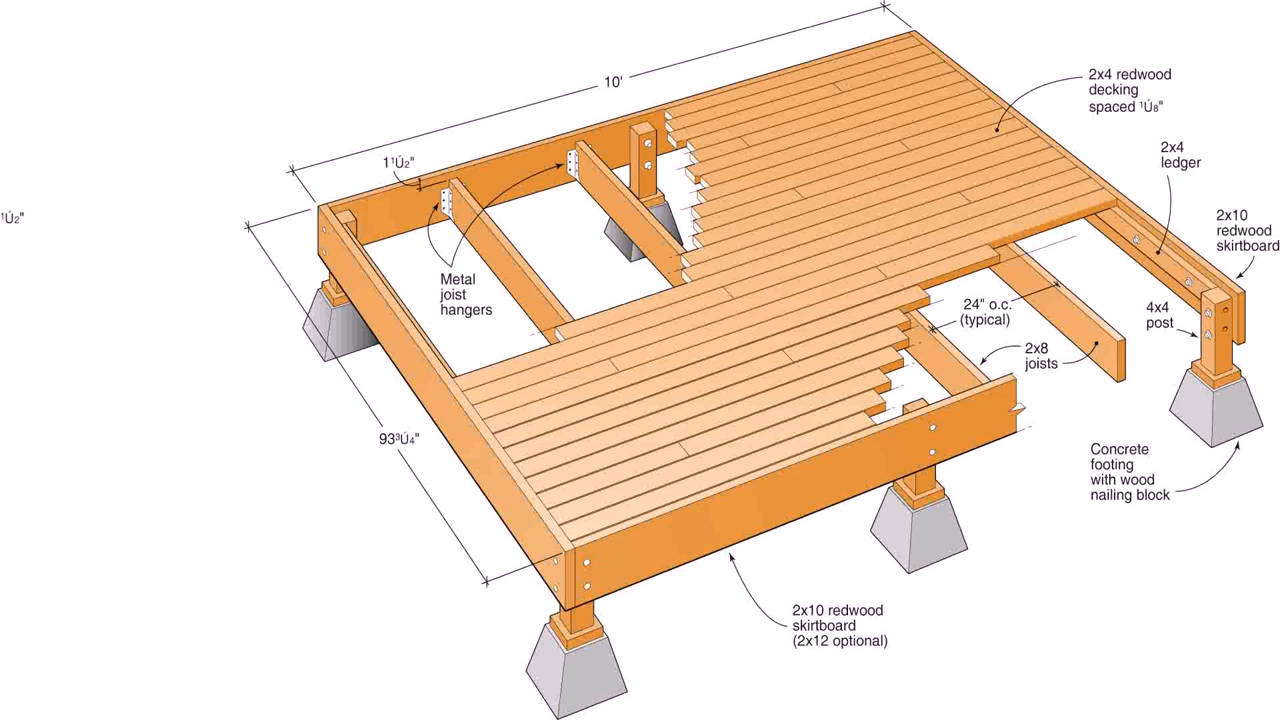 10'
2x4 redwood
decking
spaced ¹Ú₈"
2x4
ledger
1¹Ú₂"
¹Ú₂"
2x10
redwood
skirtboard
Metal
joist
hangers
24" o.c.
(typical)
4x4
post
2x8
joists
93³Ú₄"
Concrete
footing
with wood
nailing block
2x10 redwood
skirtboard
(2x12 optional)